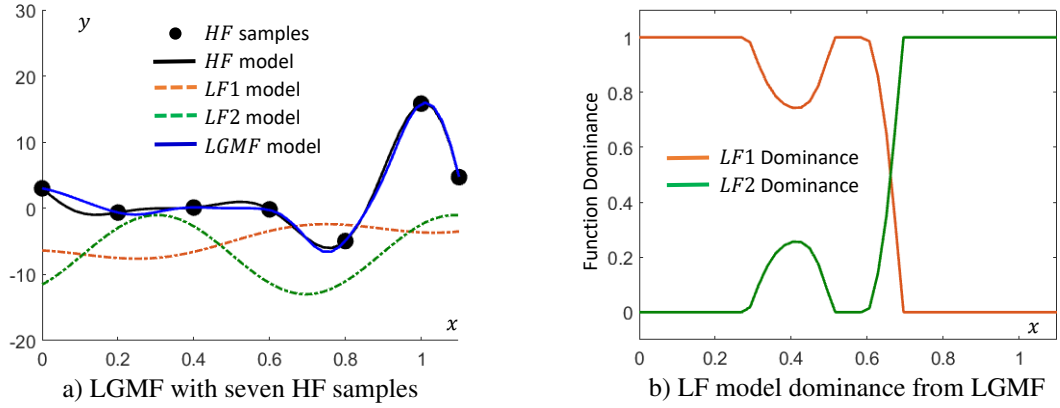 30
20
10
0
-10
-20
y
HF samples
HF model
LF1 model
LF2 model
LGMF model
x
0 0.2 0.4 0.6 0.8 1
a) LGMF with seven HF samples
Function Dominance
1
0.8
0.6
0.4
0.2
0
LF1 Dominance
LF2 Dominance
x
0 0.2 0.4 0.6 0.8 1
b) LF model dominance from LGMF